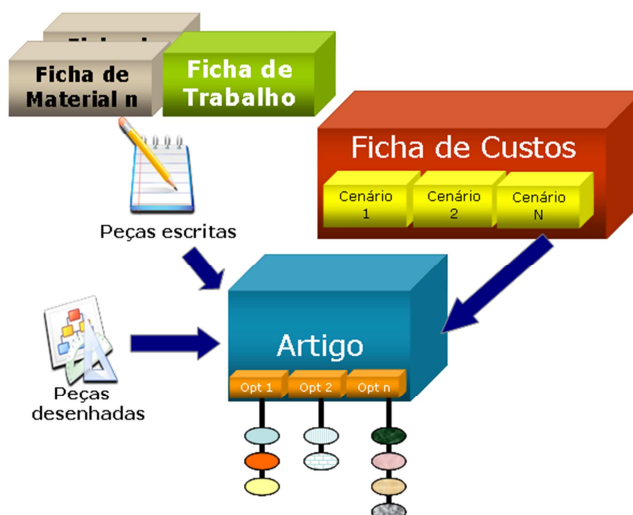 Ficha de
Material n
Ficha de
Trabalho
Ficha de Custos
Cenário
1
Cenário
2
Cenário
N
Peças escritas
Artigo
Opt 1
Opt 2
Opt n
Peças
desenhadas